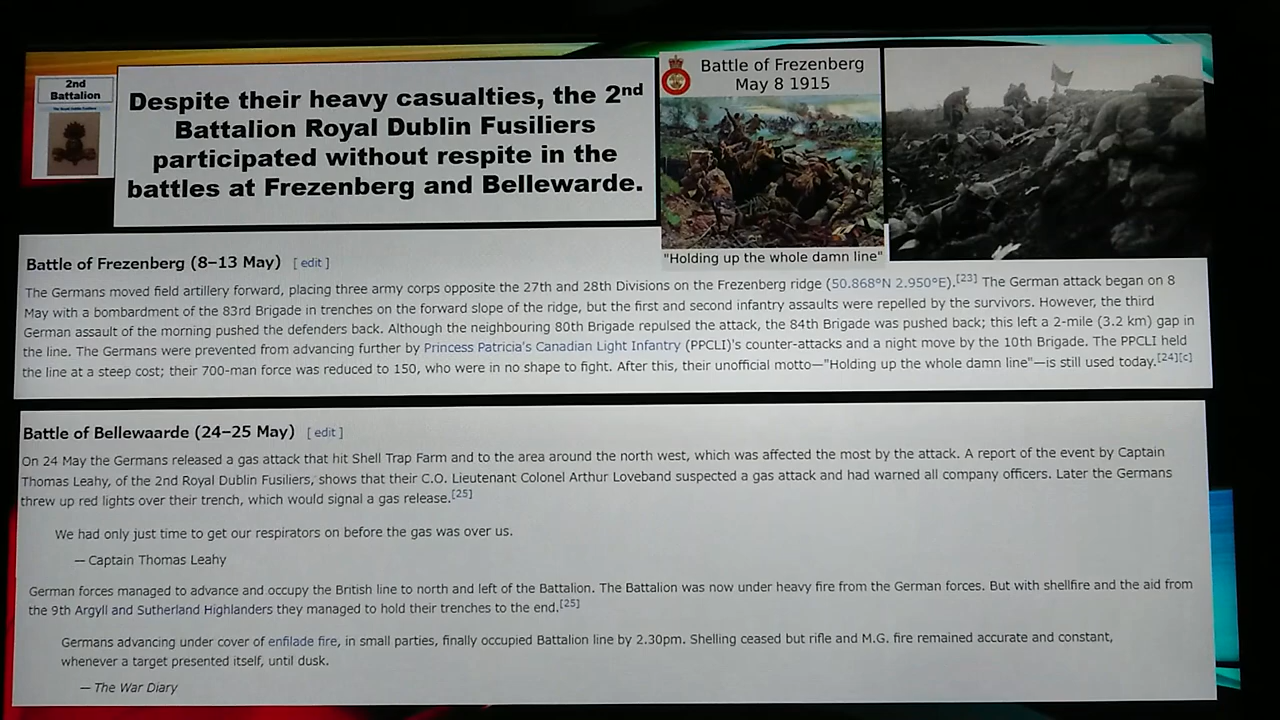 2nd
Battalion
Despite their heavy casualties, the 2nd
Battalion Royal Dublin Fusiliers
participated without respite in the
battles at Frezenberg and Bellewarde.
Battle of Frezenberg
May 8 1915
"Holding up the whole damn line"
Battle of Frezenberg (8–13 May) [ edit ]
The Germans moved field artillery forward, placing three army corps opposite the 27th and 28th Divisions on the Frezenberg ridge (50.868°N 2.950°E).[23] The German attack began on 8
May with a bombardment of the 83rd Brigade in trenches on the forward slope of the ridge, but the first and second infantry assaults were repelled by the survivors. However, the third
German assault of the morning pushed the defenders back. Although the neighbouring 80th Brigade repulsed the attack, the 84th Brigade was pushed back; this left a 2-mile (3.2 km) gap in
the line. The Germans were prevented from advancing further by Princess Patricia's Canadian Light Infantry (PPCLI)'s counter-attacks and a night move by the 10th Brigade. The PPCLI held
the line at a steep cost; their 700-man force was reduced to 150, who were in no shape to fight. After this, their unofficial motto—"Holding up the whole damn line"—is still used today.[24][c]
Battle of Bellewaarde (24–25 May) [ edit ]
On 24 May the Germans released a gas attack that hit Shell Trap Farm and to the area around the north west, which was affected the most by the attack. A report of the event by Captain
Thomas Leahy, of the 2nd Royal Dublin Fusiliers, shows that their C.O. Lieutenant Colonel Arthur Loveband suspected a gas attack and had warned all company officers. Later the Germans
threw up red lights over their trench, which would signal a gas release.[25]
We had only just time to get our respirators on before the gas was over us.
— Captain Thomas Leahy
German forces managed to advance and occupy the British line to north and left of the Battalion. The Battalion was now under heavy fire from the German forces. But with shellfire and the aid from
the 9th Argyll and Sutherland Highlanders they managed to hold their trenches to the end.[25]
Germans advancing under cover of enfilade fire, in small parties, finally occupied Battalion line by 2.30pm. Shelling ceased but rifle and M.G. fire remained accurate and constant,
whenever a target presented itself, until dusk.
— The War Diary